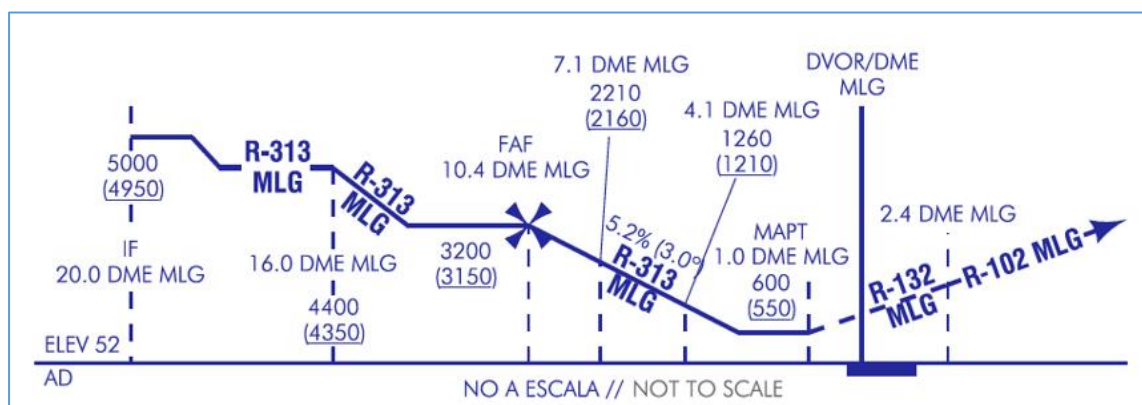 5000
(4950)
IF
20.0 DME MLG
R-313
MLG
16.0 DME MLG
4400
(4350)
R-313
MLG
3200
(3150)
FAF
10.4 DME MLG
7.1 DME MLG
2210
(2160)
5.2% (3.0º
R-313
MLG
4.1 DME MLG
1260
(1210)
MAPT
1.0 DME MLG
600
(550)
DVOR/DME
MLG
R-132
MLG
2.4 DME MLG
R-102 MLG
ELEV 52
AD
NO A ESCALA // NOT TO SCALE